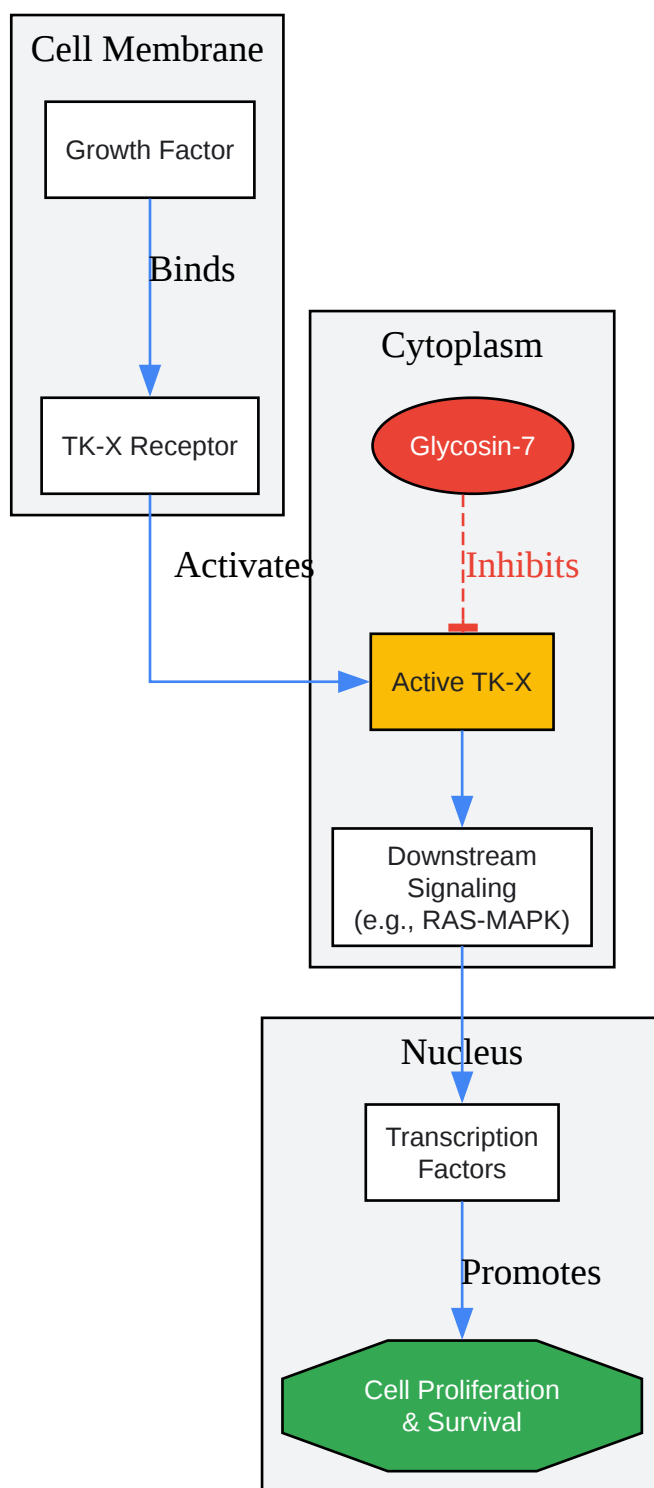 Cell Membrane
Growth Factor
Binds
TK-X Receptor
Activates
Cytoplasm
Glycosin-7
Inhibits
Active TK-X
Downstream
Signaling
(e.g., RAS-MAPK)
Nucleus
Transcription
Factors
Promotes
Cell Proliferation
& Survival